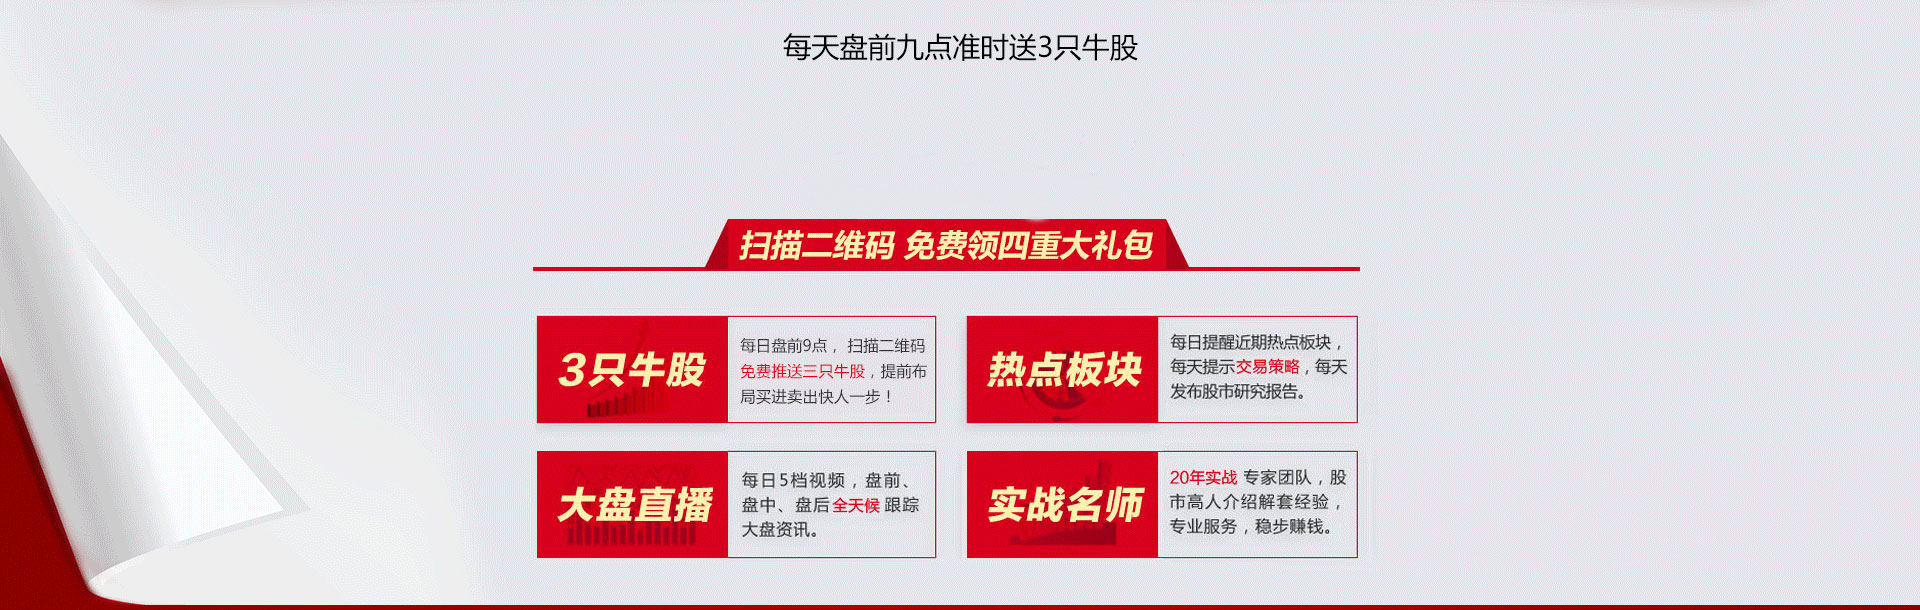 每天盘前九点准时送3只牛股
扫描二维码 免费领四重大礼包
3只牛股
每日盘前9点， 扫描二维码
免费推送三只牛股，提前布
局买进卖出快人一步！
热点板块
每日提醒近期热点板块，
每天提示交易策略，每天
发布股市研究报告。
大盘直播
每日5档视频，盘前、
盘中、盘后全天候 跟踪
大盘资讯。
实战名师
20年实战 专家团队，股
市高人介绍解套经验，
专业服务，稳步赚钱。